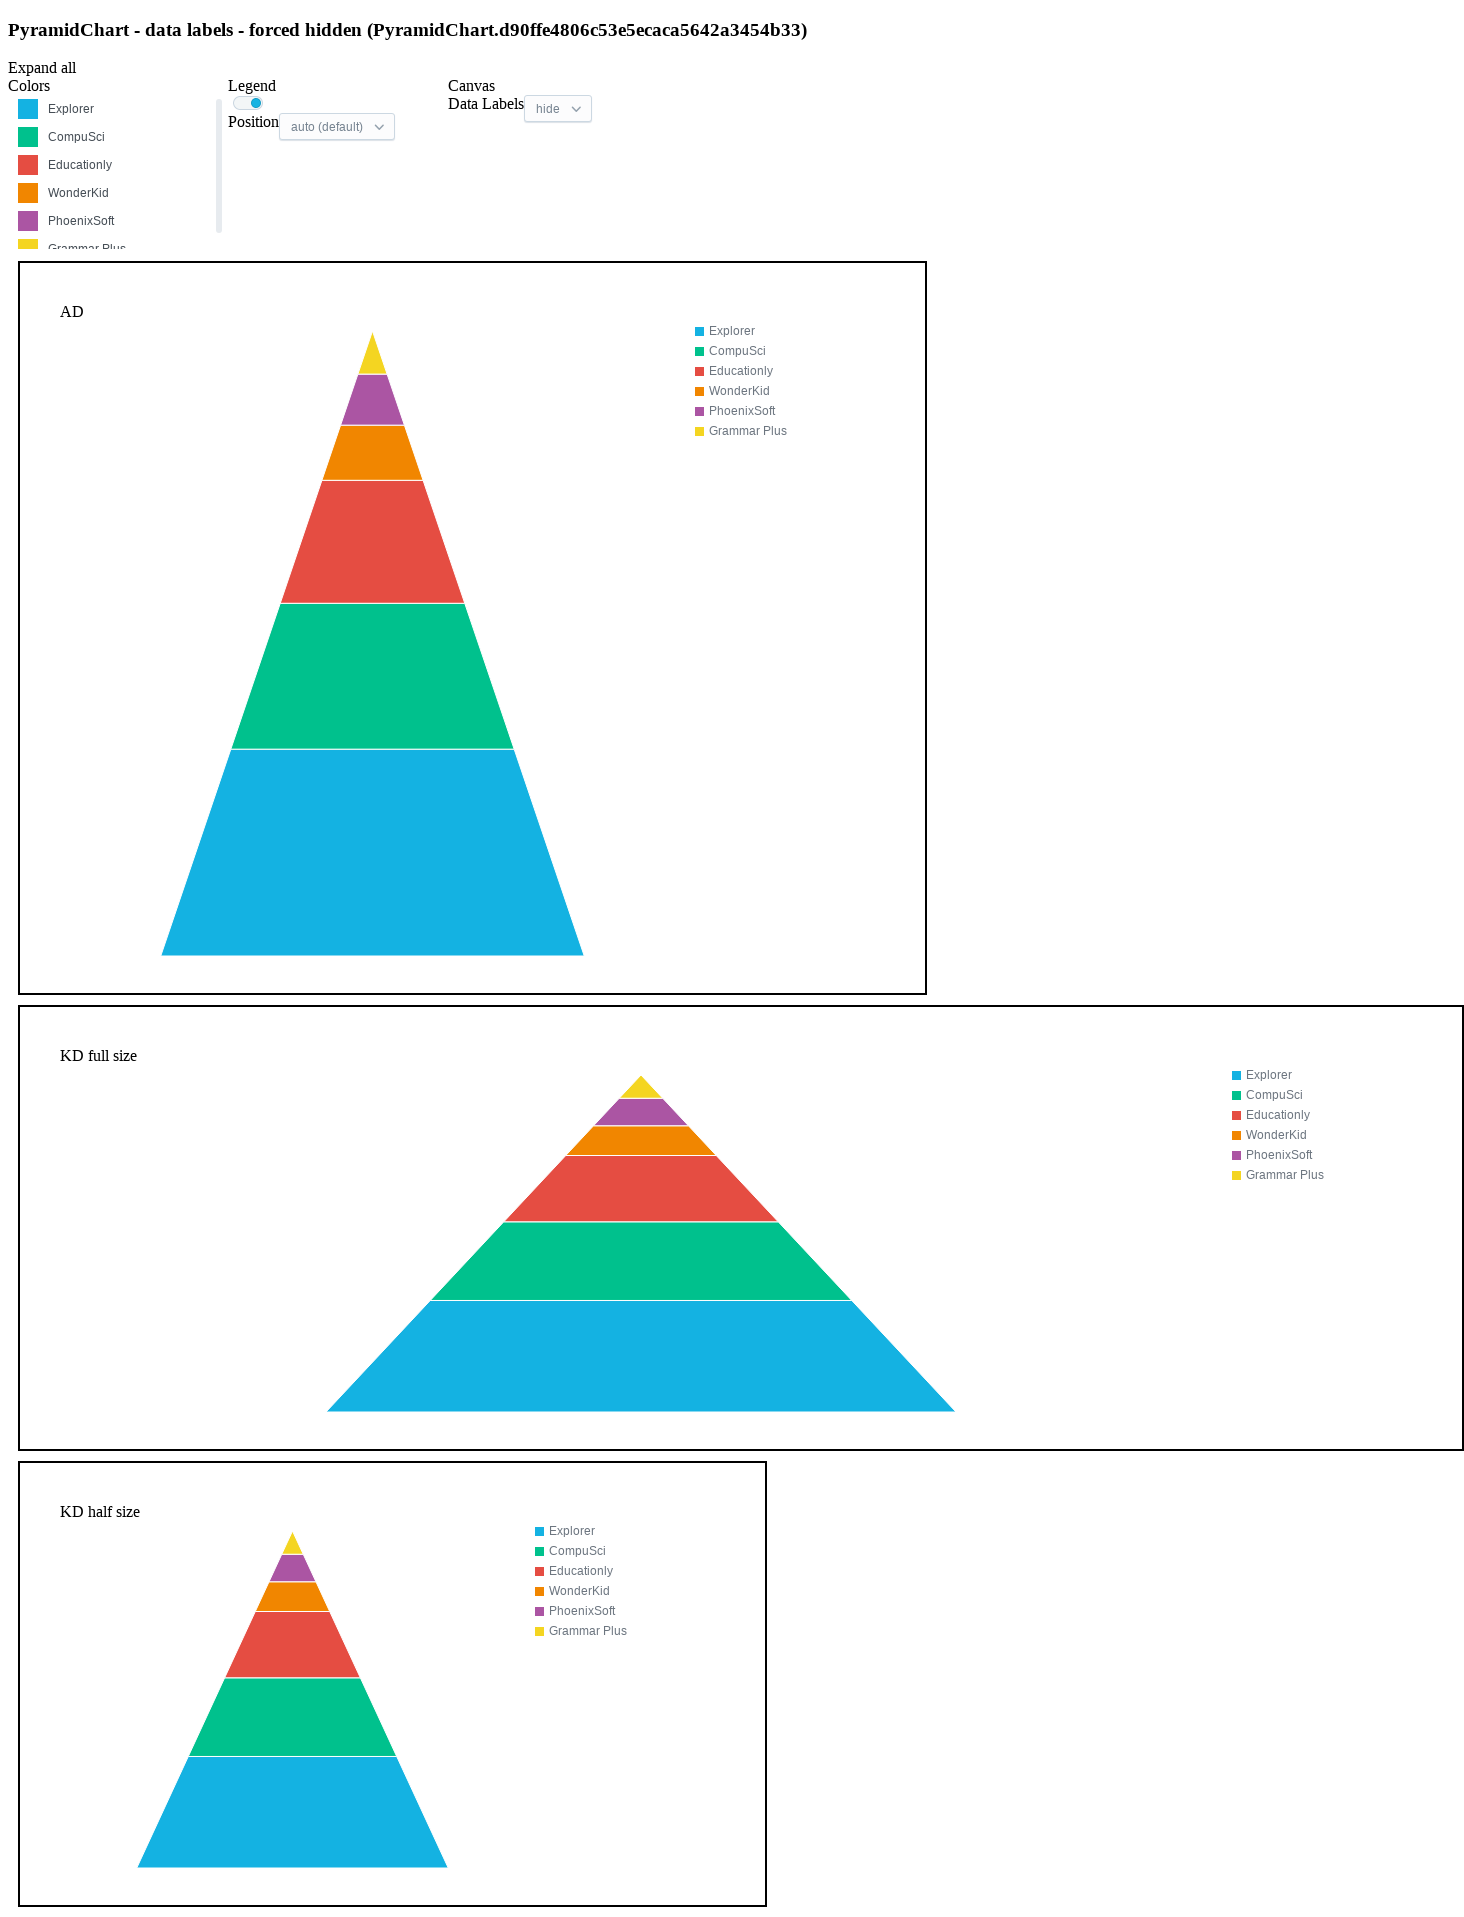 PyramidChart - data labels - forced hidden (PyramidChart.d90ffe4806c53e5ecaca5642a3454b33)
Expand all
Colors
Explorer
CompuSci
Educationly
WonderKid
PhoenixSoft
Grammar Plus
Legend
Position auto (default)
Canvas
Data Labels hide
AD
Explorer
CompuSci
Educationly
WonderKid
PhoenixSoft
Grammar Plus
KD full size
Explorer
CompuSci
Educationly
WonderKid
PhoenixSoft
Grammar Plus
KD half size
Explorer
CompuSci
Educationly
WonderKid
PhoenixSoft
Grammar Plus